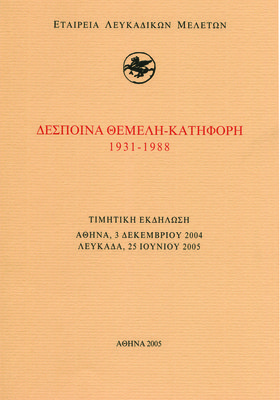 ΕΤΑΙΡΕΙΑ ΛΕΥΚΑΔΙΚΩΝ ΜΕΛΕΤΩΝ
ΔΕΣΠΟΙΝΑ ΘΕΜΕΛΗ-ΚΑΤΗΦΟΡΗ
1931-1988
ΤΙΜΗΤΙΚΗ ΕΚΔΗΛΩΣΗ
ΑΘΗΝΑ, 3 ΔΕΚΕΜΒΡΙΟΥ 2004
ΛΕΥΚΑΔΑ, 25 ΙΟΥΝΙΟΥ 2005
ΑΘΗΝΑ 2005